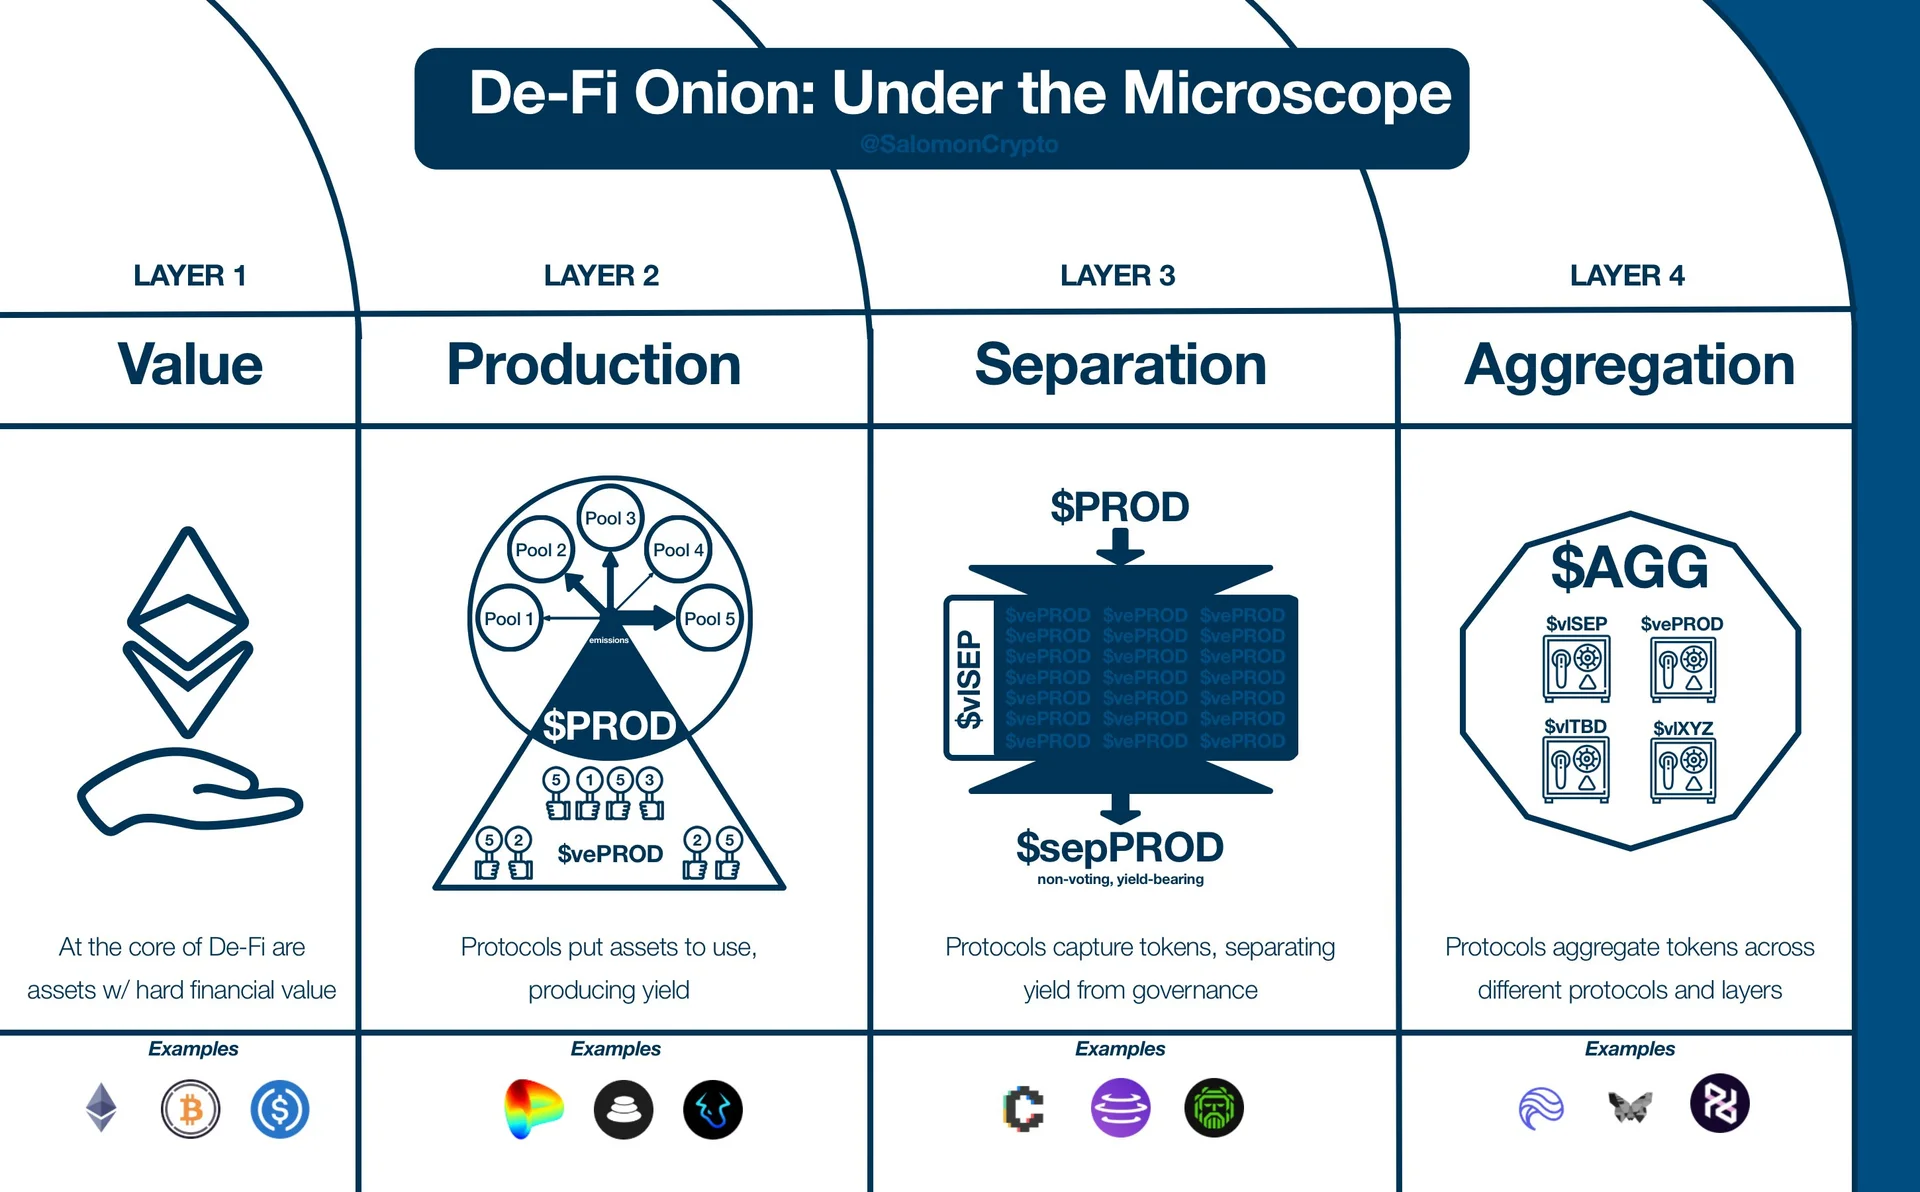 De-Fi Onion: Under the Microscope
@SalomonCrypto
LAYER 1
LAYER 2
LAYER 3
LAYER 4
Value
Production
Separation
Aggregation
Pool 1
Pool 2
Pool 3
Pool 4
Pool 5
emissions
$PROD
5 1 5 3
5 2
$vePROD
2 5
$PROD
$vlSEP
$vePROD $vePROD $vePROD
$vePROD $vePROD $vePROD
$vePROD $vePROD $vePROD
$vePROD $vePROD $vePROD
$vePROD $vePROD $vePROD
$vePROD $vePROD $vePROD
$vePROD $vePROD $vePROD
$sepPROD
non-voting, yield-bearing
$AGG
$vlSEP
$vePROD
$vlTBD
$vlXYZ
At the core of De-Fi are
assets w/ hard financial value
Protocols put assets to use,
producing yield
Protocols capture tokens, separating
yield from governance
Protocols aggregate tokens across
different protocols and layers
Examples
Examples
Examples
Examples